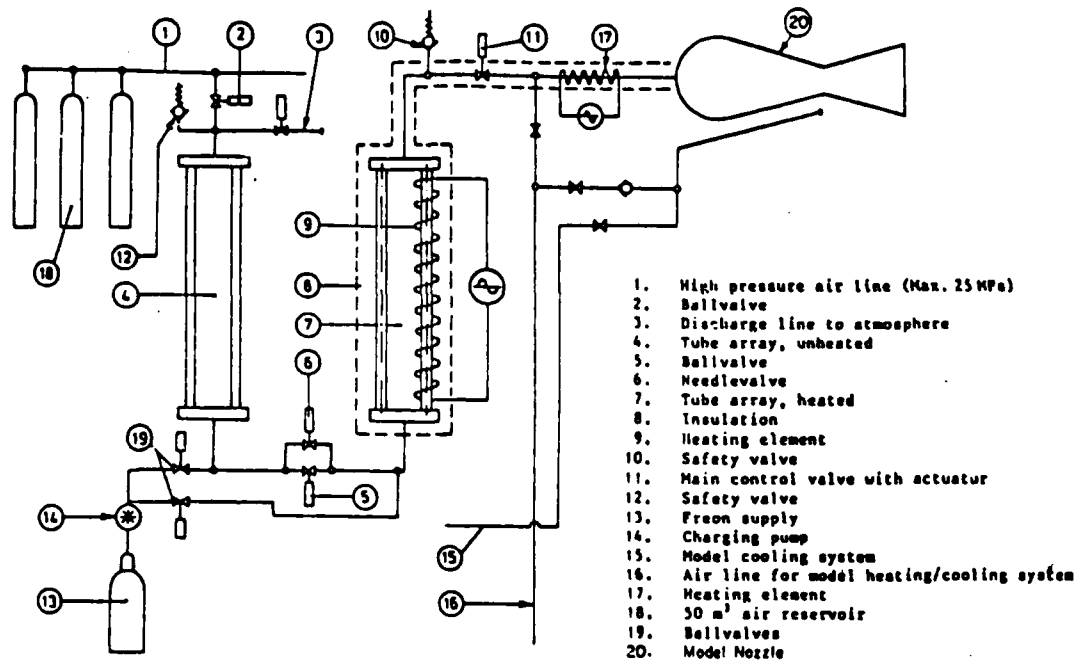 1
2
3
10
11
17
20
12
18
4
9
8
7
6
19
5
14
13
15
16
1. High pressure air line (Max. 25 MPa)
2. Ballvalve
3. Discharge line to atmosphere
4. Tube array, unheated
5. Ballvalve
6. Needlevalve
7. Tube array, heated
8. Insulation
9. Heating element
10. Safety valve
11. Main control valve with actuatur
12. Safety valve
13. Freon supply
14. Charging pump
15. Model cooling system
16. Air line for model heating/cooling system
17. Heating element
18. 50 m³ air reservoir
19. Ballvalves
20. Model Nozzle